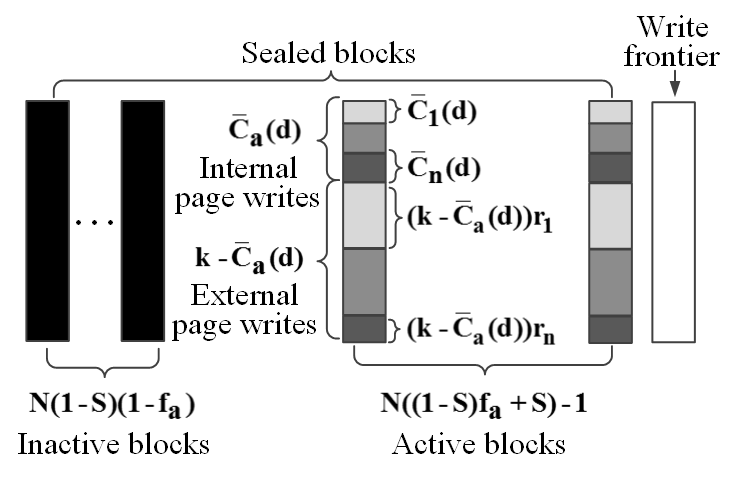 Write
frontier
Sealed blocks
C̄ₐ(d)
Internal
page writes
k - C̄ₐ(d)
External
page writes
C̄₁(d)
C̄ₙ(d)
(k - C̄ₐ(d))r₁
(k - C̄ₐ(d))rₙ
...
N(1-S)(1-fₐ)
Inactive blocks
N((1-S)fₐ+S)-1
Active blocks